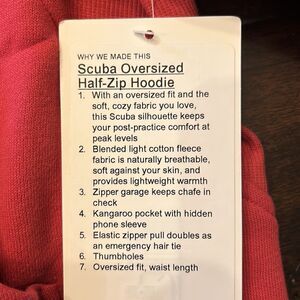 WHY WE MADE THIS
Scuba Oversized
Half-Zip Hoodie
1. With an oversized fit and the
soft, cozy fabric you love,
this Scuba silhouette keeps
your post-practice comfort at
peak levels
2. Blended light cotton fleece
fabric is naturally breathable,
soft against your skin, and
provides lightweight warmth
3. Zipper garage keeps chafe in
check
4. Kangaroo pocket with hidden
phone sleeve
5. Elastic zipper pull doubles as
an emergency hair tie
6. Thumbholes
7. Oversized fit, waist length